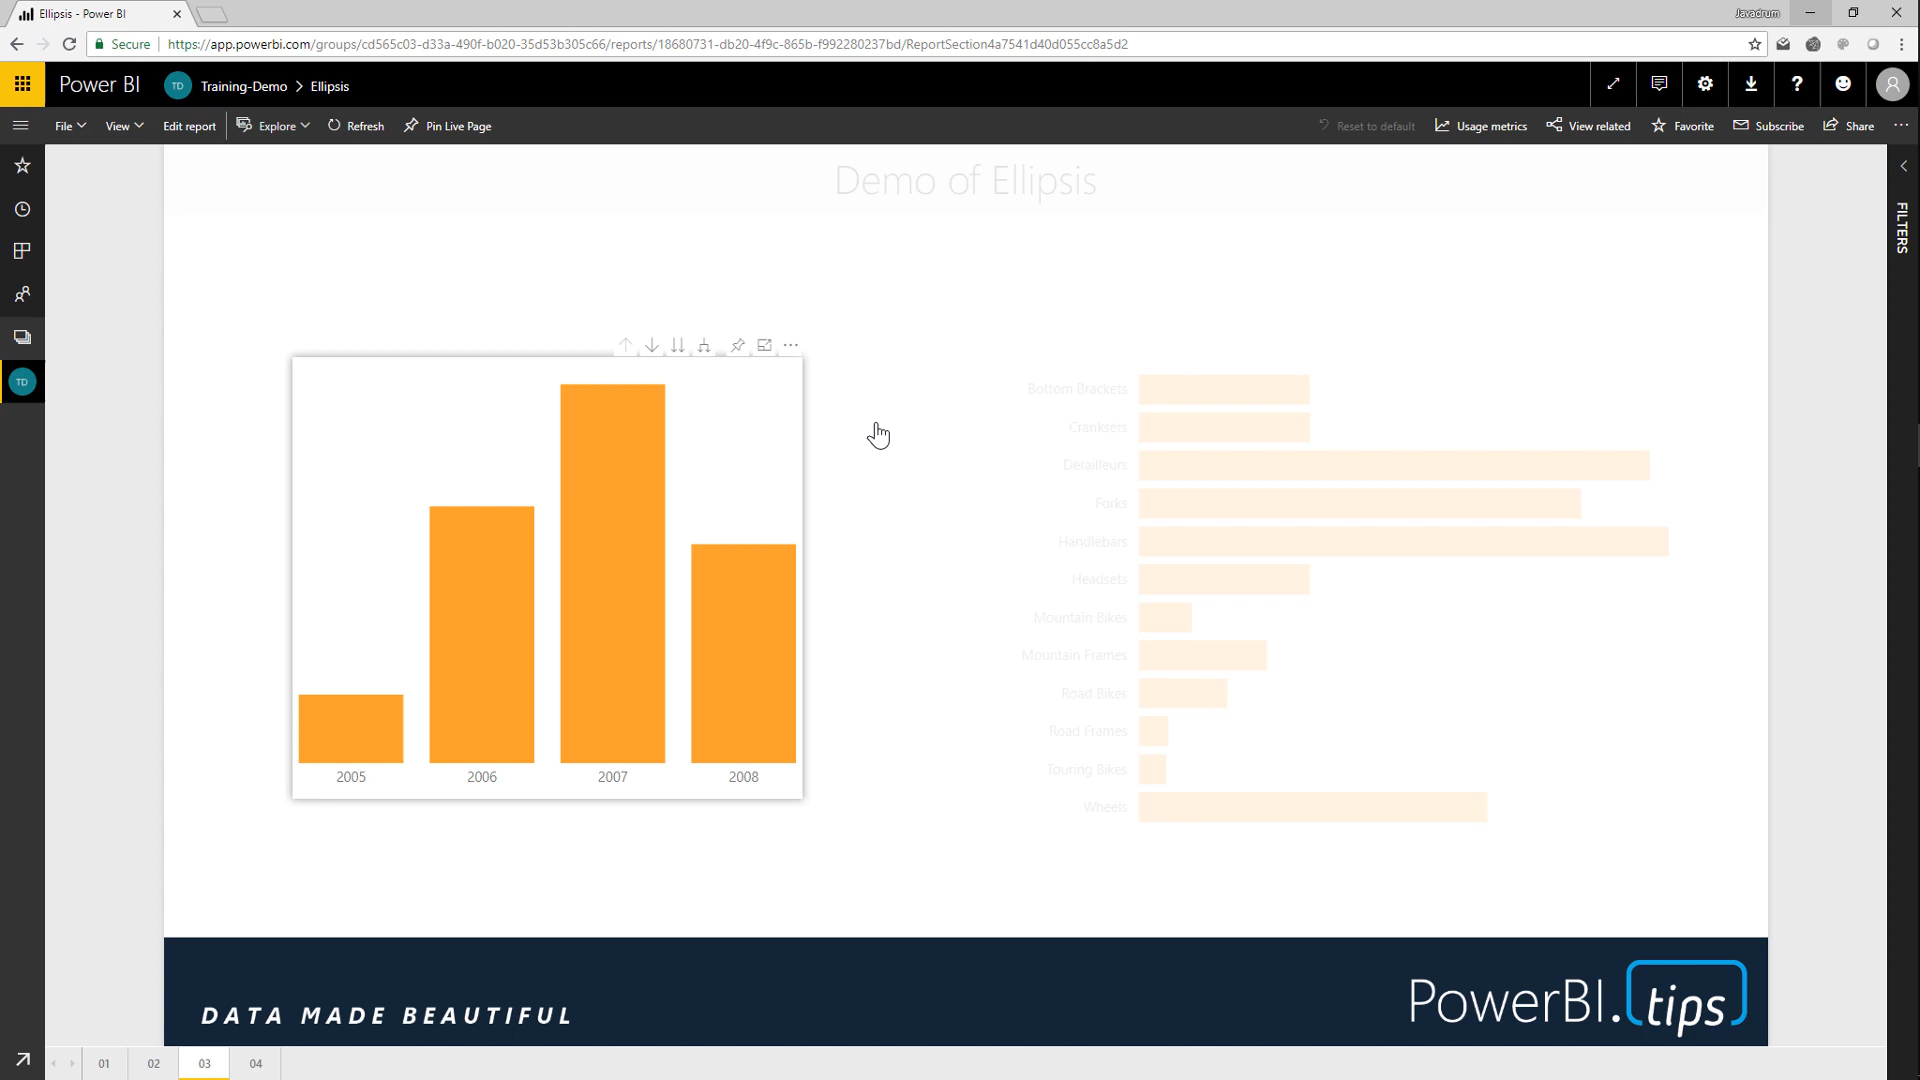 Ellipsis - Power BI
Javadrum
Secure
https://app.powerbi.com/groups/cd565c03-d33a-490f-b020-35d53b305c66/reports/18680731-db20-4f9c-865b-f992280237bd/ReportSection4a7541d40d055cc8a5d2
Power BI
TD
Training-Demo > Ellipsis
File
View
Edit report
Explore
Refresh
Pin Live Page
Reset to default
Usage metrics
View related
Favorite
Subscribe
Share
Demo of Ellipsis
FILTERS
TD
2005
2006
2007
2008
Bottom Brackets
Cranksets
Derailleurs
Forks
Handlebars
Headsets
Mountain Bikes
Mountain Frames
Road Bikes
Road Frames
Touring Bikes
Wheels
DATA MADE BEAUTIFUL
PowerBI.tips
01
02
03
04